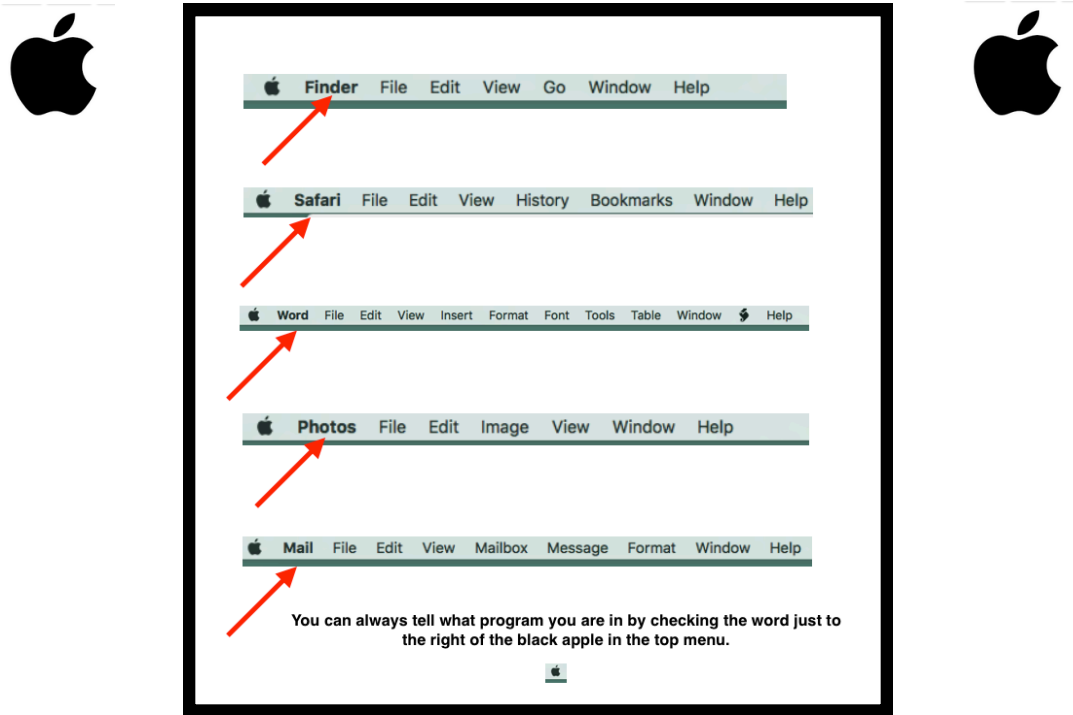 Finder File Edit View Go Window Help
Safari File Edit View History Bookmarks Window Help
Word File Edit View Insert Format Font Tools Table Window Help
Photos File Edit Image View Window Help
Mail File Edit View Mailbox Message Format Window Help
You can always tell what program you are in by checking the word just to
the right of the black apple in the top menu.